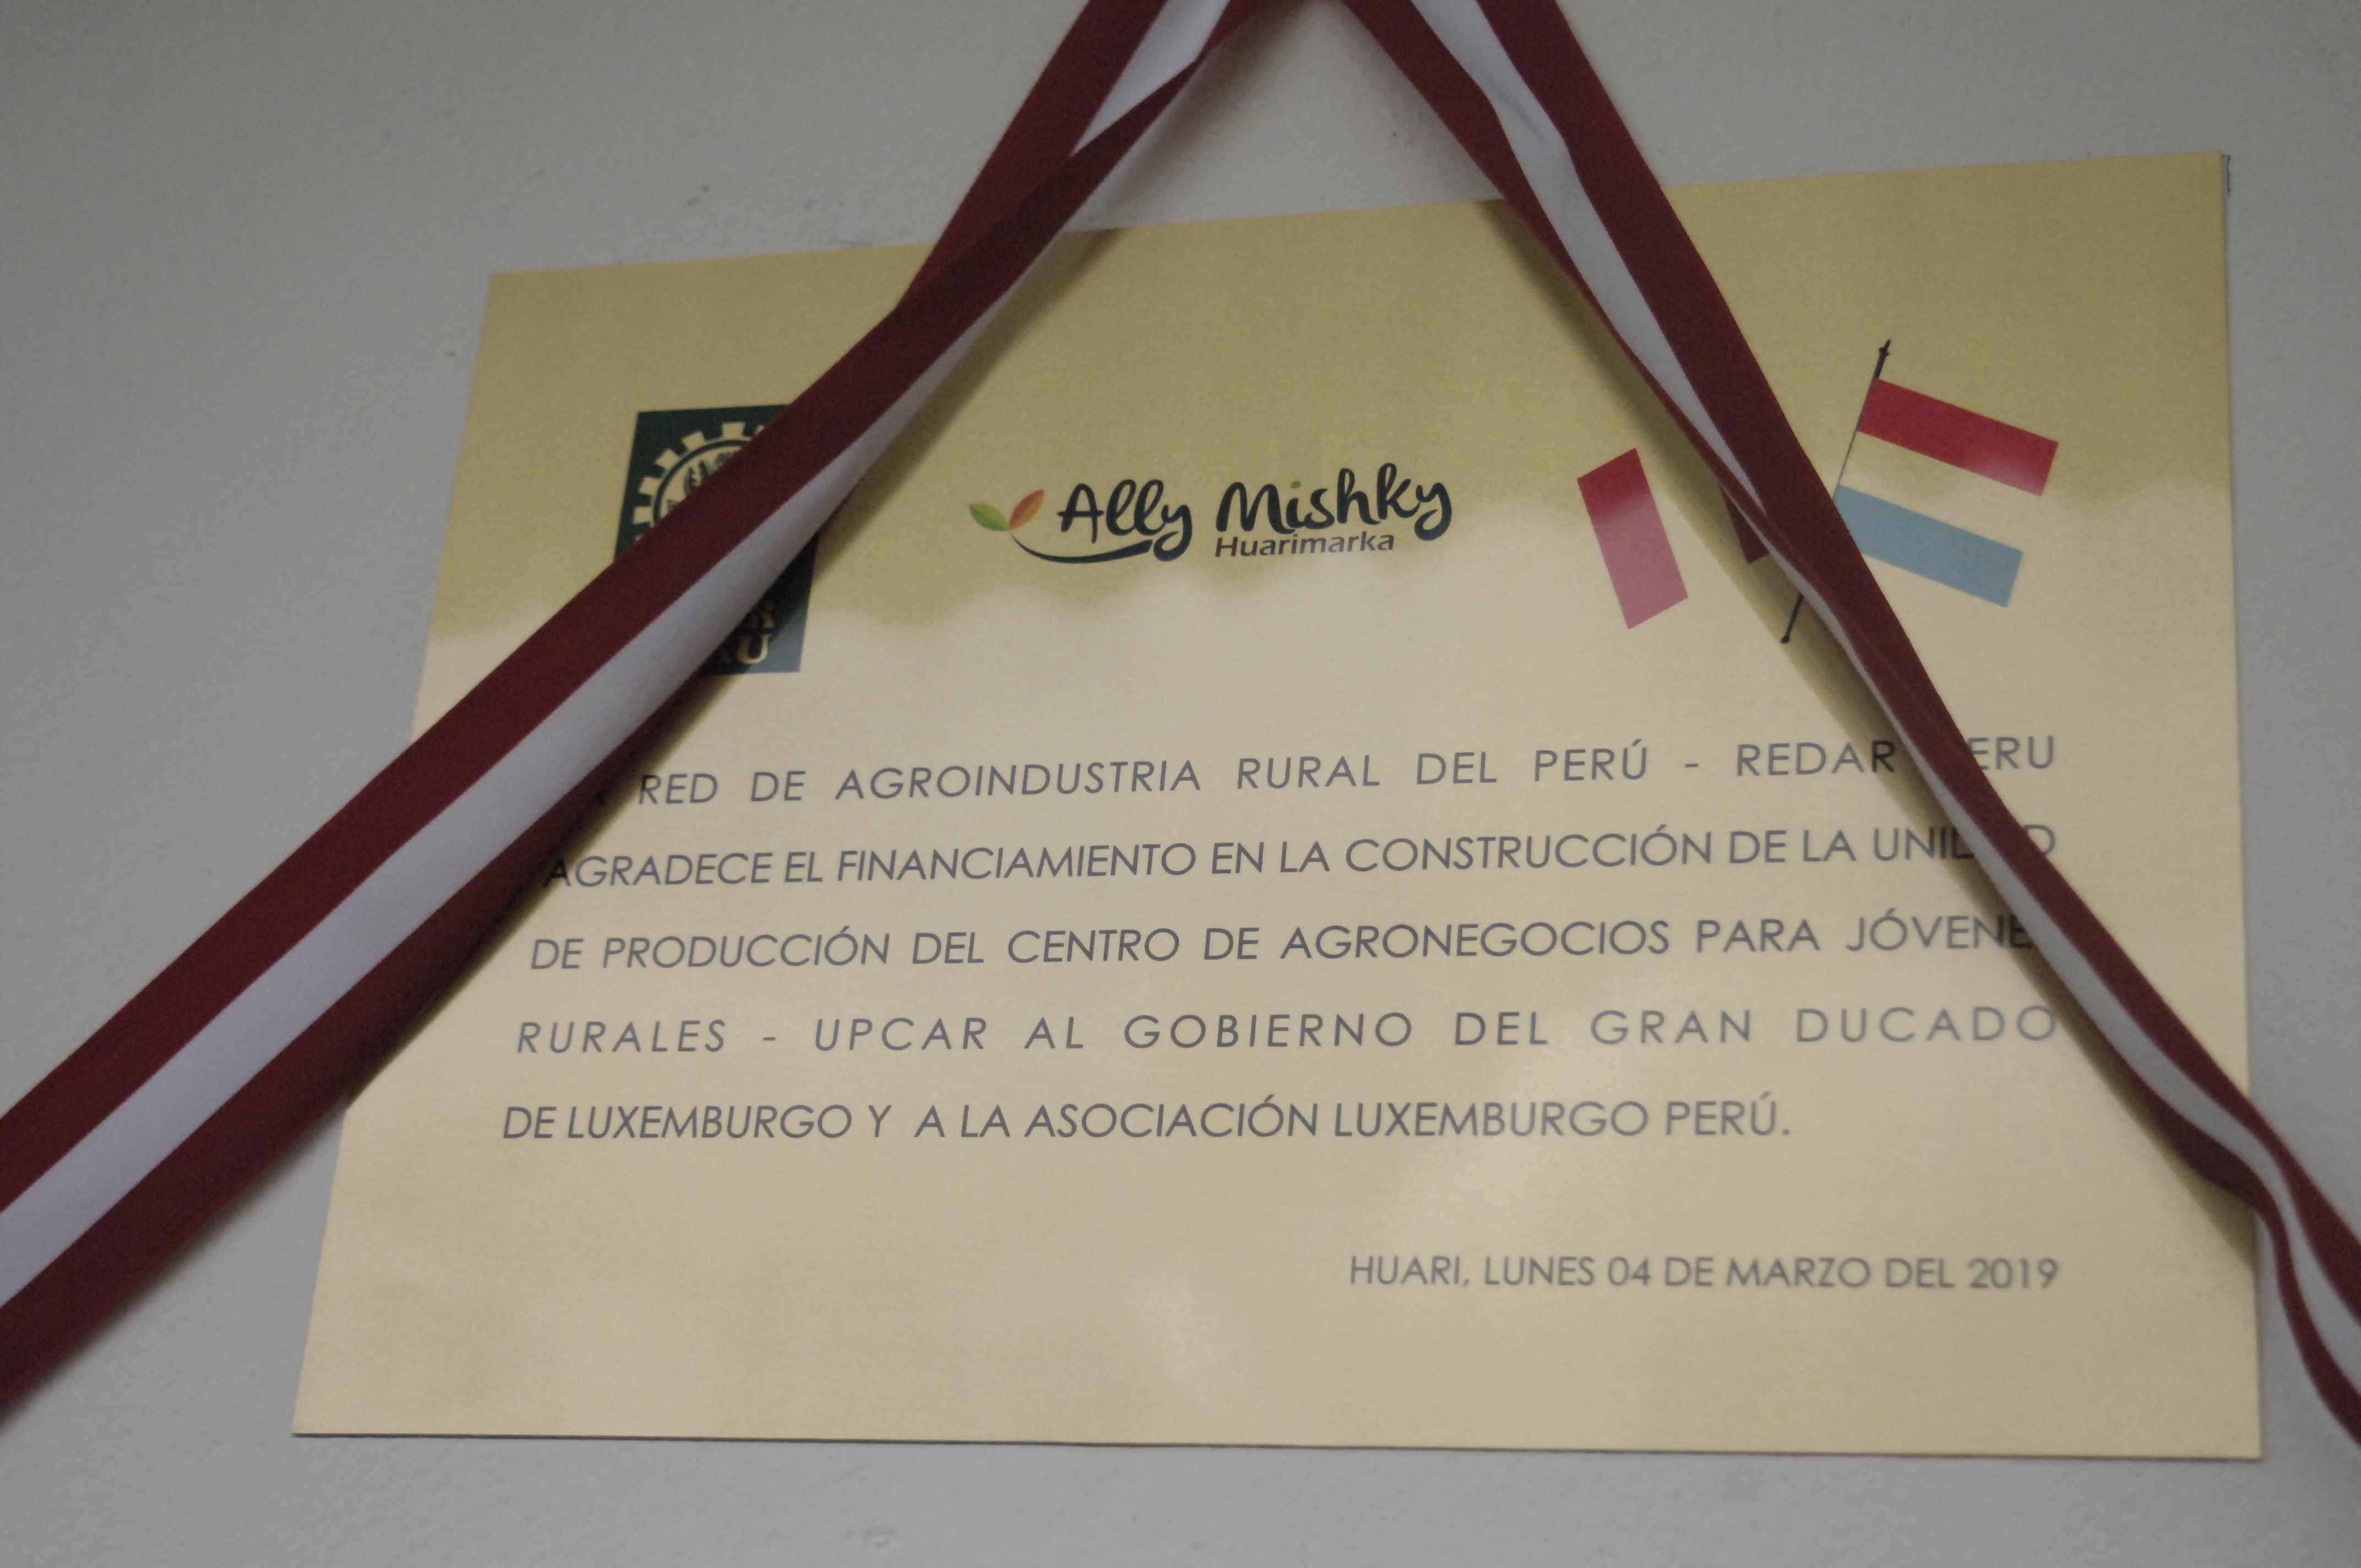 Ally Mishky
Huarimarka
RED DE AGROINDUSTRIA RURAL DEL PERÚ - REDAR
AGRADECE EL FINANCIAMIENTO EN LA CONSTRUCCIÓN DE LA
DE PRODUCCIÓN DEL CENTRO DE AGRONEGOCIOS PARA
RURALES - UPCAR AL GOBIERNO DEL GRAN DUCADO
DE LUXEMBURGO Y A LA ASOCIACIÓN LUXEMBURGO PERÚ.
HUARI, LUNES 04 DE MARZO DEL 2019